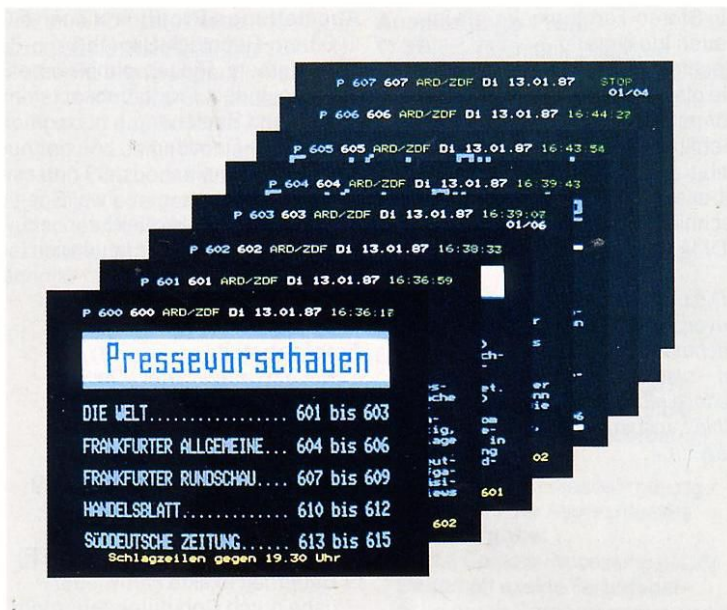 P 607 607 ARD/ZDF Di 13.01.87 STOP
01/04
P 606 606 ARD/ZDF Di 13.01.87 16:44:27
P 605 605 ARD/ZDF Di 13.01.87 16:43:54
P 604 604 ARD/ZDF Di 13.01.87 16:39:43
P 603 603 ARD/ZDF Di 13.01.87 16:39:07
01/06
P 602 602 ARD/ZDF Di 13.01.87 16:38:33
P 601 601 ARD/ZDF Di 13.01.87 16:36:59
P 600 600 ARD/ZDF Di 13.01.87 16:36:18
Pressevorschauen
DIE WELT................. 601 bis 603
FRANKFURTER ALLGEMEINE... 604 bis 606
FRANKFURTER RUNDSCHAU.... 607 bis 609
HANDELSBLATT............. 610 bis 612
SÜDDEUTSCHE ZEITUNG...... 613 bis 615
Schlagzeilen gegen 19.30 Uhr
602
601
02